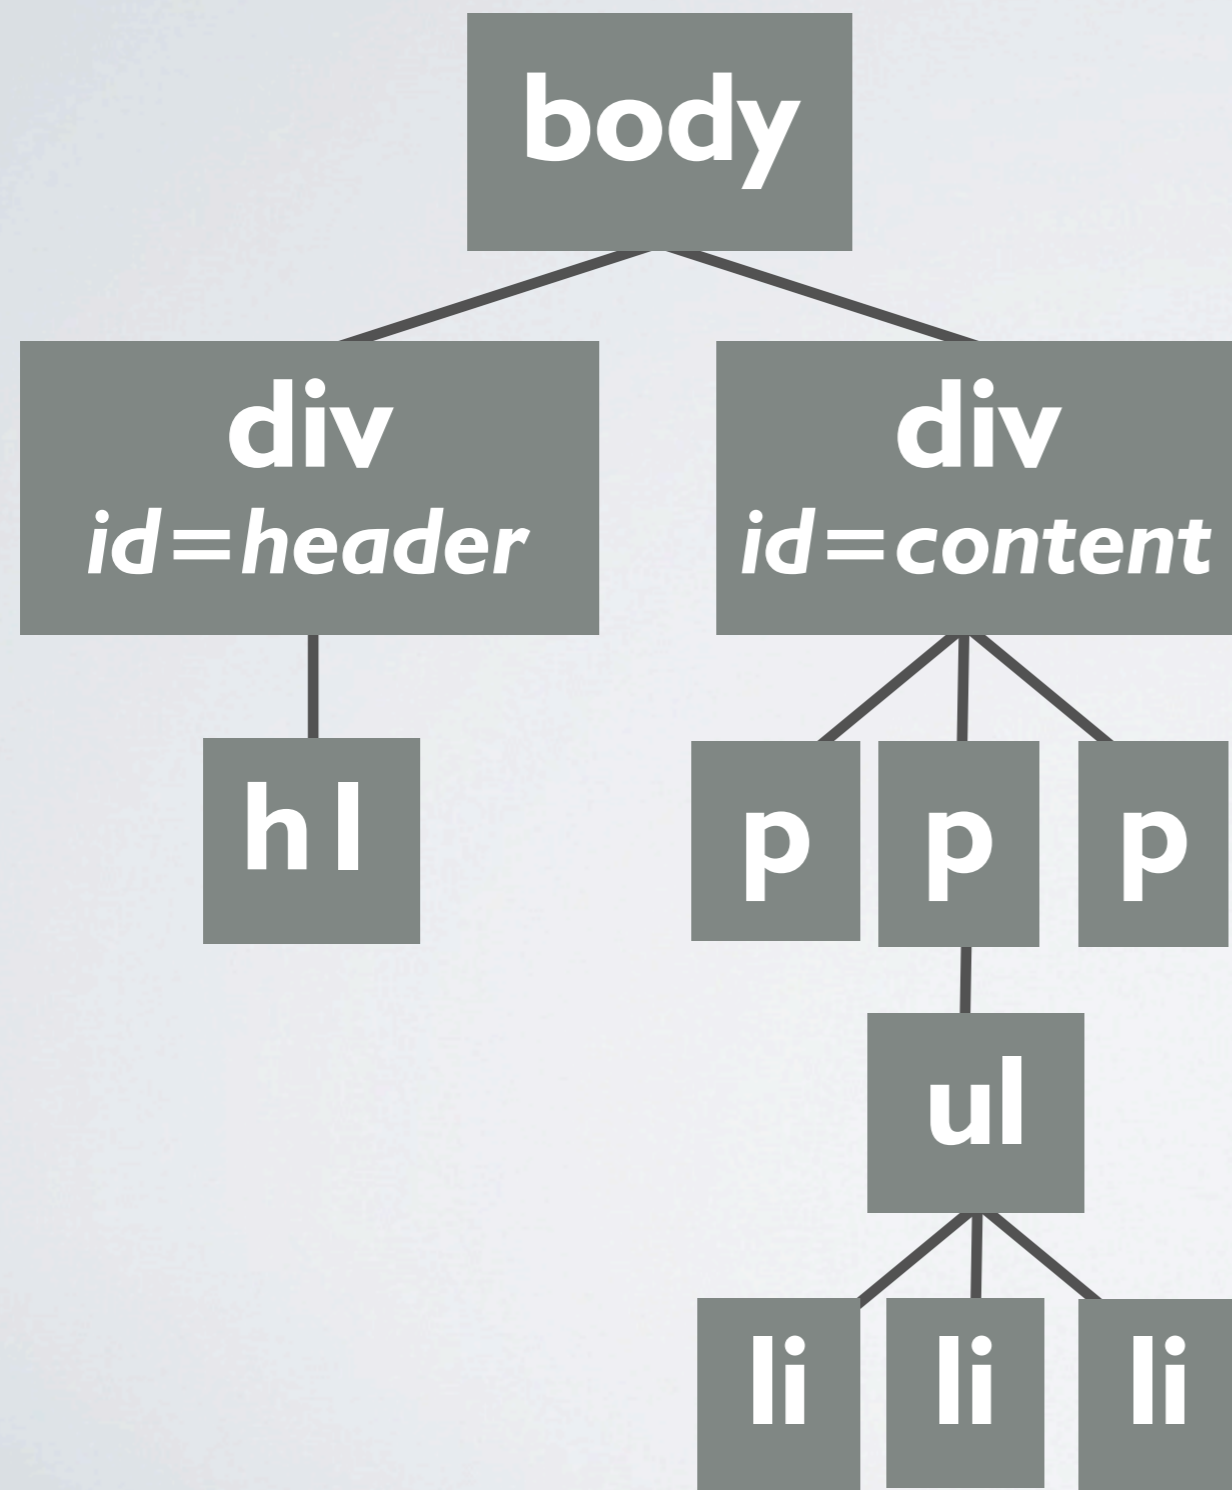 body
div
id=header
div
id=content
h1
p
p
p
ul
li
li
li